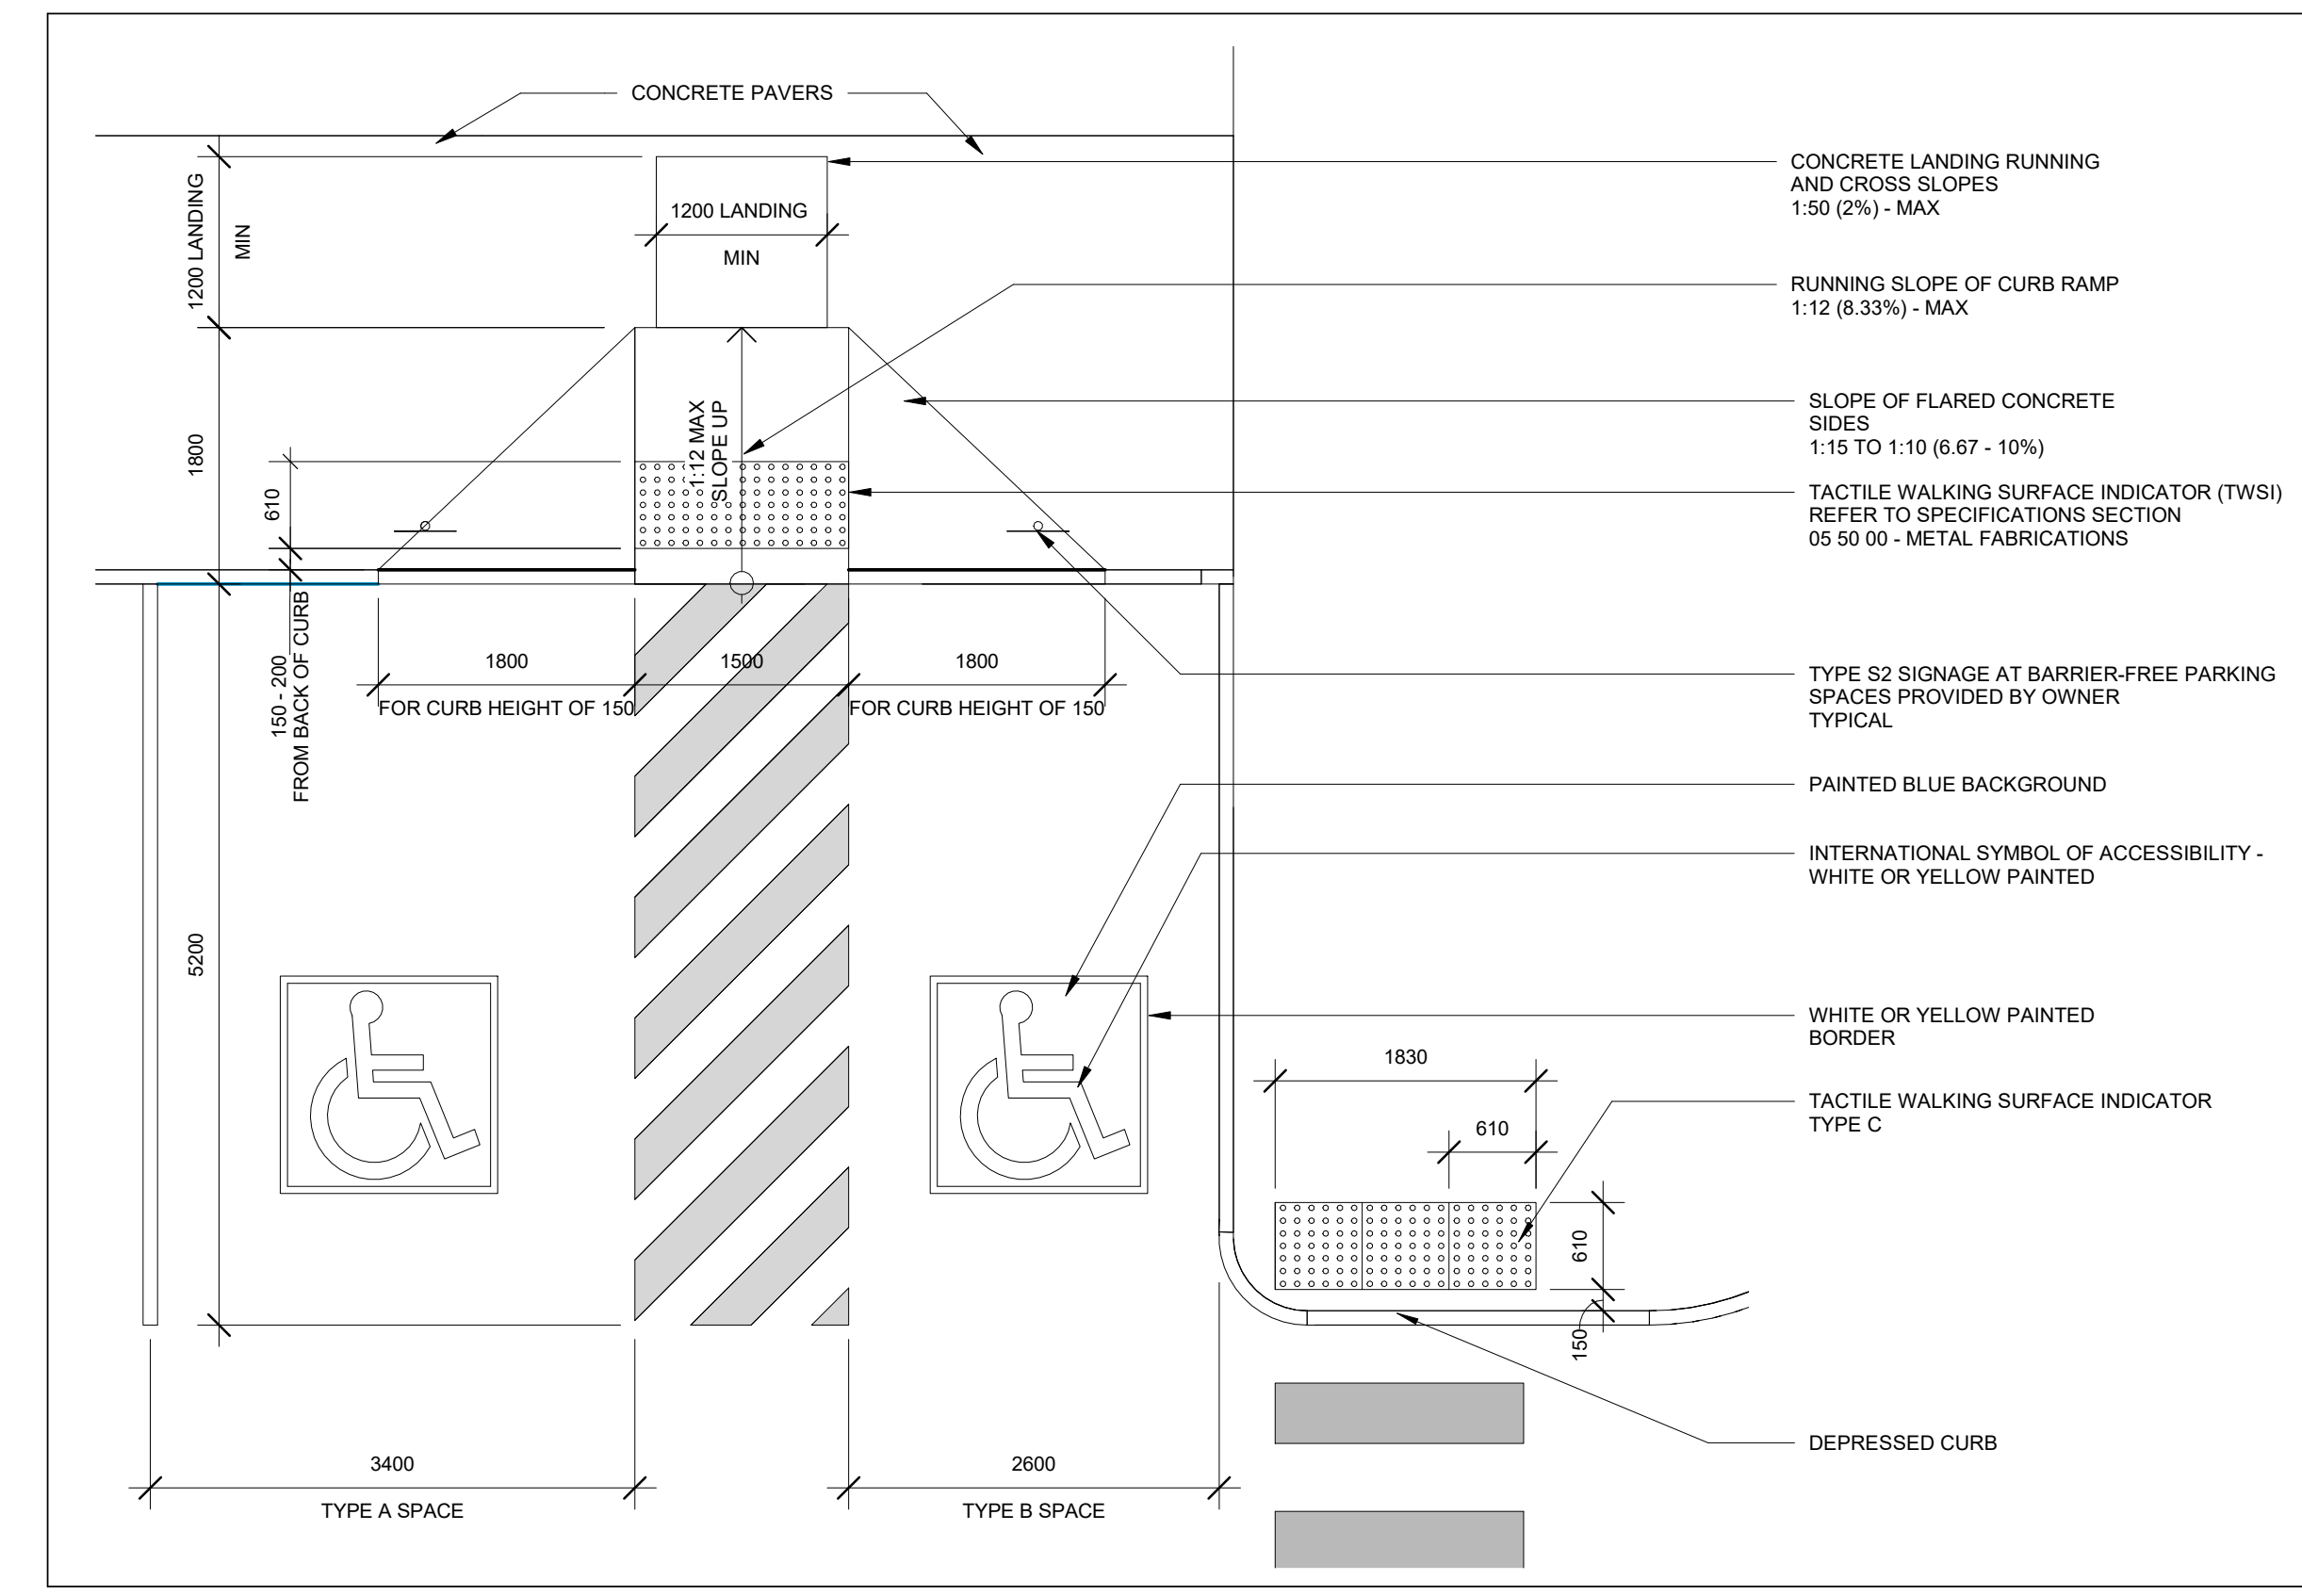 CONCRETE PAVERS
1200 LANDING
MIN
1200 LANDING
MIN
CONCRETE LANDING RUNNING
AND CROSS SLOPES
1:50 (2%) - MAX
RUNNING SLOPE OF CURB RAMP
1:12 (8.33%) - MAX
1800
610
1:12 MAX
SLOPE UP
SLOPE OF FLARED CONCRETE
SIDES
1:15 TO 1:10 (6.67 - 10%)
TACTILE WALKING SURFACE INDICATOR (TWSI)
REFER TO SPECIFICATIONS SECTION
05 50 00 - METAL FABRICATIONS
150 - 200
FROM BACK OF CURB
1800
FOR CURB HEIGHT OF 150
1500
1800
FOR CURB HEIGHT OF 150
TYPE S2 SIGNAGE AT BARRIER-FREE PARKING
SPACES PROVIDED BY OWNER
TYPICAL
PAINTED BLUE BACKGROUND
INTERNATIONAL SYMBOL OF ACCESSIBILITY -
WHITE OR YELLOW PAINTED
5200
WHITE OR YELLOW PAINTED
BORDER
1830
610
TACTILE WALKING SURFACE INDICATOR
TYPE C
610
150
DEPRESSED CURB
3400
TYPE A SPACE
2600
TYPE B SPACE